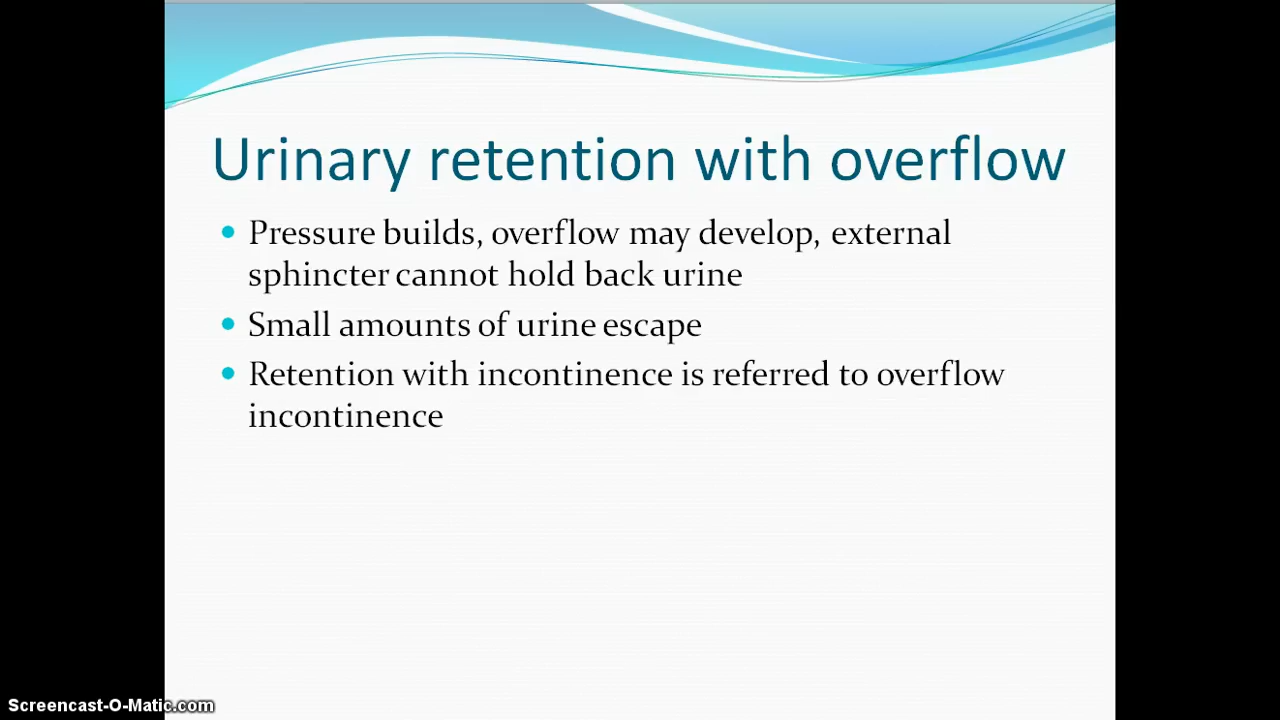 Urinary retention with overflow
• Pressure builds, overflow may develop, external
sphincter cannot hold back urine
• Small amounts of urine escape
• Retention with incontinence is referred to overflow
incontinence
Screencast-O-Matic.com